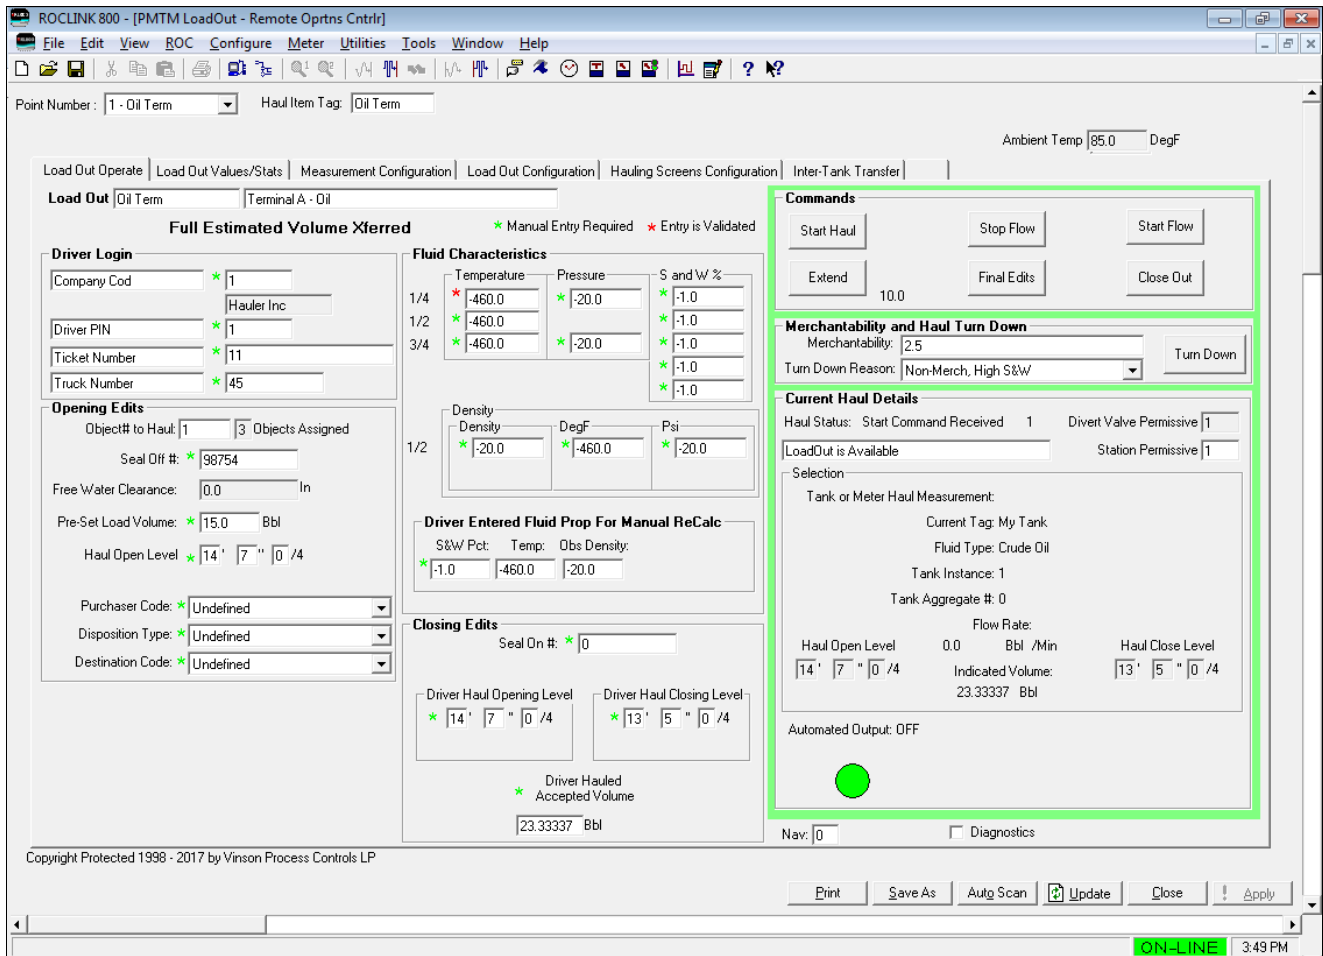 ROCLINK 800 - [PMTM LoadOut - Remote Oprtns Cntrlr]
File Edit View ROC Configure Meter Utilities Tools Window Help
Point Number : 1 - Oil Term Haul Item Tag: Oil Term
Ambient Temp 85.0 DegF
Load Out Operate Load Out Values/Stats Measurement Configuration Load Out Configuration Hauling Screens Configuration Inter-Tank Transfer
Load Out Oil Term Terminal A - Oil
Full Estimated Volume Xferred * Manual Entry Required * Entry is Validated
Driver Login
Company Cod * 1
Hauler Inc
Driver PIN * 1
Ticket Number * 11
Truck Number * 45
Opening Edits
Object# to Haul: 1 3 Objects Assigned
Seal Off #: * 98754
Free Water Clearance: 0.0 In
Pre-Set Load Volume: * 15.0 Bbl
Haul Open Level * 14 ' 7 " 0 /4
Purchaser Code: * Undefined
Disposition Type: * Undefined
Destination Code: * Undefined
Fluid Characteristics
Temperature Pressure S and W %
1/4 * -460.0 * -20.0 * -1.0
1/2 * -460.0 * -1.0
3/4 * -460.0 * -20.0 * -1.0
* -1.0
* -1.0
Density
Density DegF Psi
1/2 * -20.0 * -460.0 * -20.0
Driver Entered Fluid Prop For Manual ReCalc
S&W Pct: Temp: Obs Density:
* -1.0 -460.0 -20.0
Closing Edits
Seal On #: * 0
Driver Haul Opening Level Driver Haul Closing Level
* 14 ' 7 " 0 /4 * 13 ' 5 " 0 /4
Driver Hauled
* Accepted Volume
23.33337 Bbl
Commands
Start Haul Stop Flow Start Flow
Extend 10.0 Final Edits Close Out
Merchantability and Haul Turn Down
Merchantability: 2.5
Turn Down
Turn Down Reason: Non-Merch, High S&W
Current Haul Details
Haul Status: Start Command Received 1 Divert Valve Permissive 1
LoadOut is Available Station Permissive 1
Selection
Tank or Meter Haul Measurement:
Current Tag: My Tank
Fluid Type: Crude Oil
Tank Instance: 1
Tank Aggregate #: 0
Flow Rate:
Haul Open Level 0.0 Bbl /Min Haul Close Level
14 ' 7 " 0 /4 Indicated Volume: 13 ' 5 " 0 /4
23.33337 Bbl
Automated Output: OFF
Nav: 0 Diagnostics
Copyright Protected 1998 - 2017 by Vinson Process Controls LP
Print Save As Auto Scan Update Close ! Apply
ON-LINE 3:49 PM